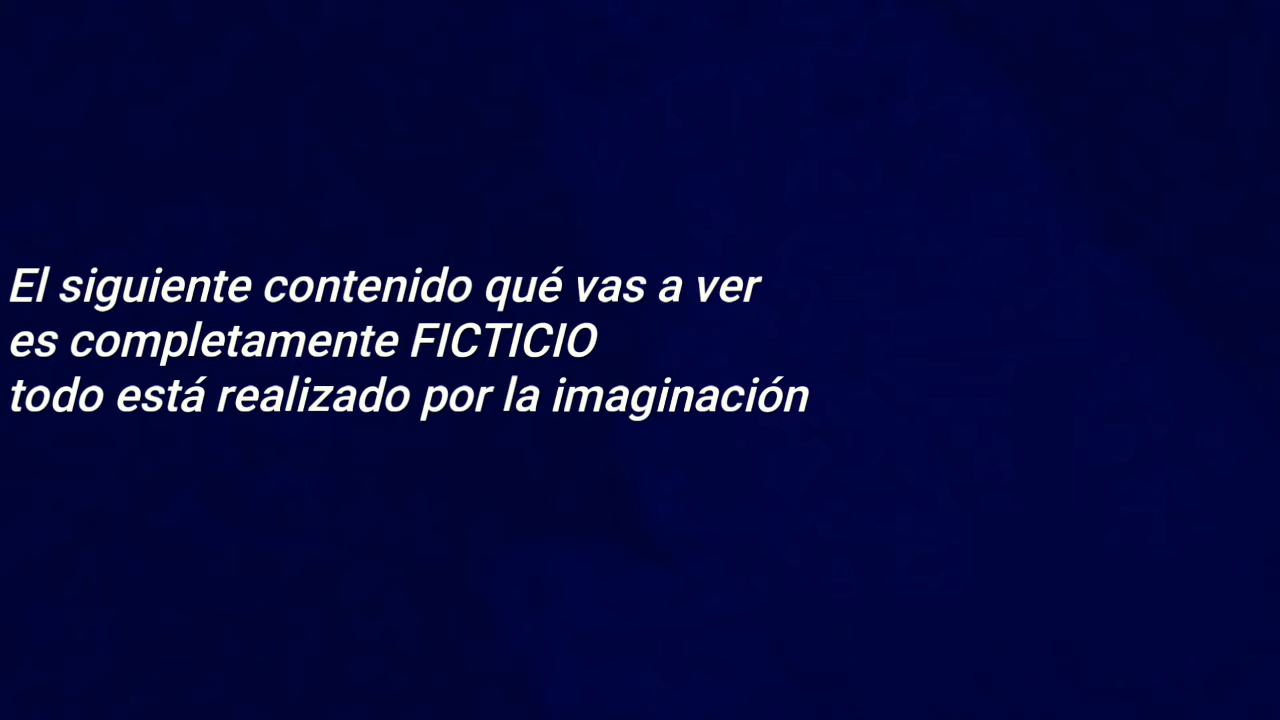 El siguiente contenido qué vas a ver
es completamente FICTICIO
todo está realizado por la imaginación